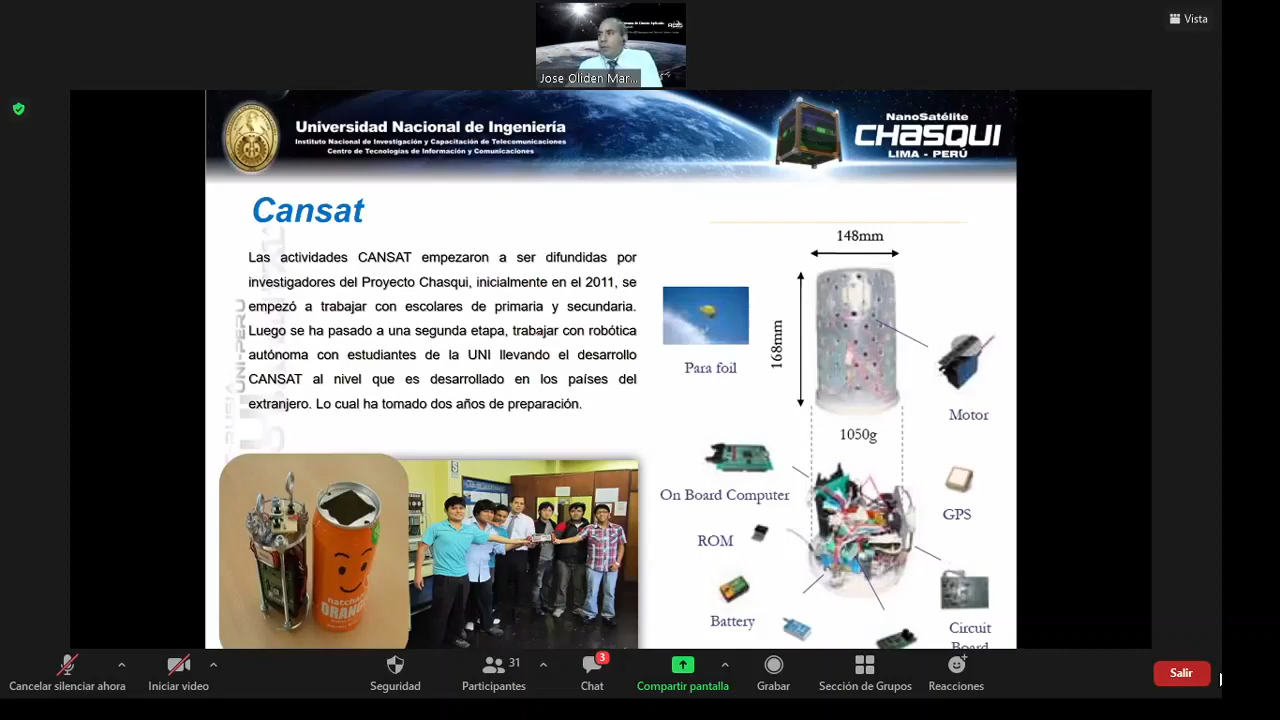 Vista
Jose Oliden Mar...
Universidad Nacional de Ingeniería
Instituto Nacional de Investigación y Capacitación de Telecomunicaciones
Centro de Tecnologías de Información y Comunicaciones
NanoSatélite
CHASQUI
LIMA - PERÚ
Cansat
Las actividades CANSAT empezaron a ser difundidas por
investigadores del Proyecto Chasqui, inicialmente en el 2011, se
empezó a trabajar con escolares de primaria y secundaria.
Luego se ha pasado a una segunda etapa, trabajar con robótica
autónoma con estudiantes de la UNI llevando el desarrollo
CANSAT al nivel que es desarrollado en los países del
extranjero. Lo cual ha tomado dos años de preparación.
148mm
168mm
Para foil
Motor
1050g
On Board Computer
GPS
ROM
Battery
Circuit
Board
ORANGE
UNI-PERU
Cancelar silenciar ahora
Iniciar video
Seguridad
31
Participantes
3
Chat
Compartir pantalla
Grabar
Sección de Grupos
Reacciones
Salir